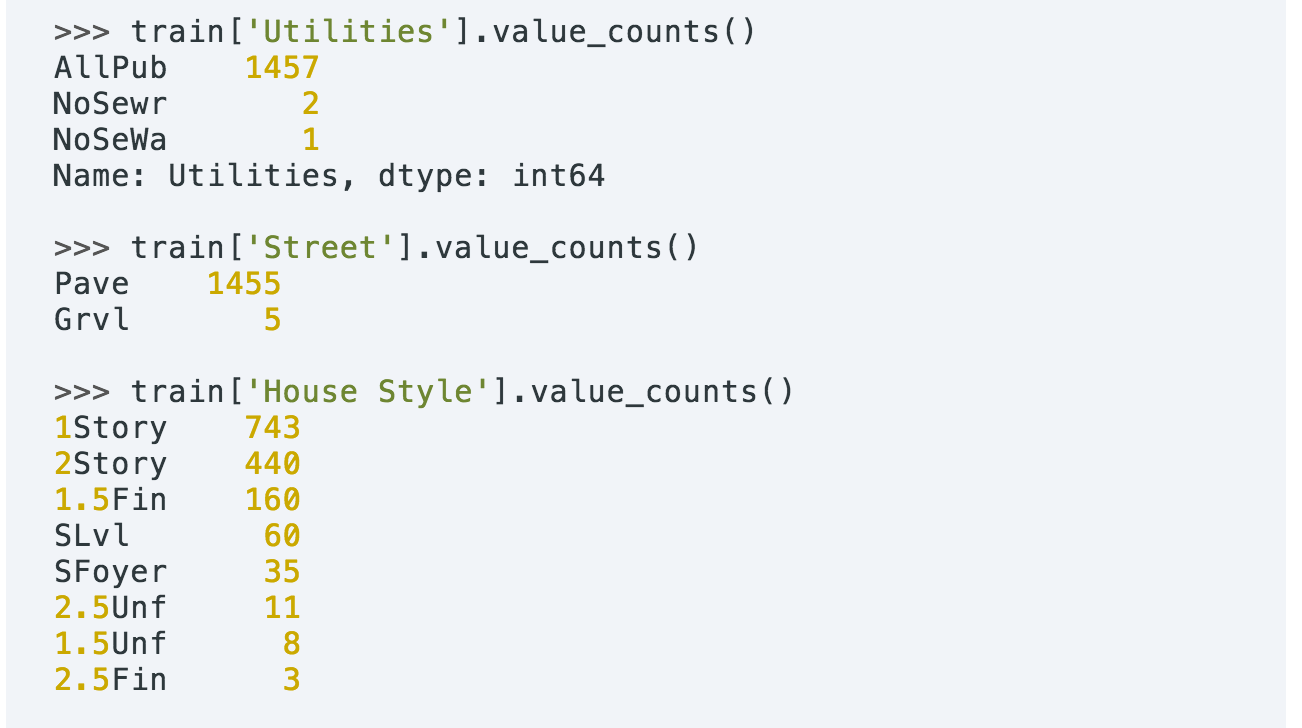 >>> train['Utilities'].value_counts()
AllPub    1457
NoSewr       2
NoSeWa       1
Name: Utilities, dtype: int64

>>> train['Street'].value_counts()
Pave    1455
Grvl       5

>>> train['House Style'].value_counts()
1Story    743
2Story    440
1.5Fin    160
SLvl       60
SFoyer     35
2.5Unf     11
1.5Unf      8
2.5Fin      3